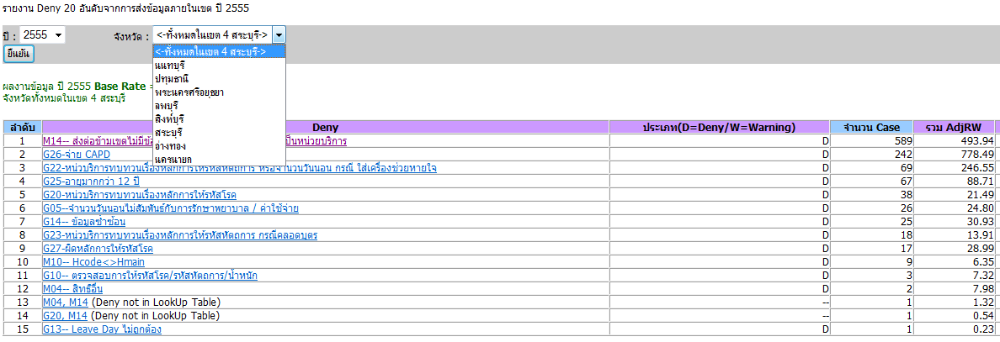 รายงาน Deny 20 อันดับจากการส่งข้อมูลภายในเขต ปี 2555
ปี : 2555 จังหวัด : <-ทั้งหมดในเขต 4 สระบุรี->
ยืนยัน
<-ทั้งหมดในเขต 4 สระบุรี->
นนทบุรี
ปทุมธานี
พระนครศรีอยุธยา
ลพบุรี
สิงห์บุรี
สระบุรี
อ่างทอง
นครนายก
ผลงานข้อมูล ปี 2555 Base Rate =
จังหวัดทั้งหมดในเขต 4 สระบุรี
ลำดับ Deny ประเภท(D=Deny/W=Warning) จำนวน Case รวม AdjRW
1 M14-- ส่งต่อข้ามเขตไม่มีข้อ เป็นหน่วยบริการ D 589 493.94
2 G26-จ่าย CAPD D 242 778.49
3 G22-หน่วบริการทบทวนเรื่องหลักการให้รหัสหัตถการ หรือจำนวนวันนอน กรณี ใส่เครื่องช่วยหายใจ D 69 246.55
4 G25-อายุมากกว่า 12 ปี D 67 88.71
5 G20-หน่วบริการทบทวนเรื่องหลักการให้รหัสโรค D 38 21.49
6 G05--จำนวนวันนอนไม่สัมพันธ์กับการรักษาพยาบาล / ค่าใช้จ่าย D 26 24.80
7 G14-- ข้อมูลซ้ำซ้อน D 25 30.93
8 G23-หน่วบริการทบทวนเรื่องหลักการให้รหัสหัตถการ กรณีคลอดบุตร D 18 13.91
9 G27-ผิดหลักการให้รหัสโรค D 17 28.99
10 M10-- Hcode<>Hmain D 9 6.35
11 G10-- ตรวจสอบการให้รหัสโรค/รหัสหัตถการ/น้ำหนัก D 3 7.32
12 M04-- สิทธิ์อื่น D 2 7.98
13 M04, M14 (Deny not in LookUp Table) -- 1 1.32
14 G20, M14 (Deny not in LookUp Table) -- 1 0.54
15 G13-- Leave Day ไม่ถูกต้อง D 1 0.23